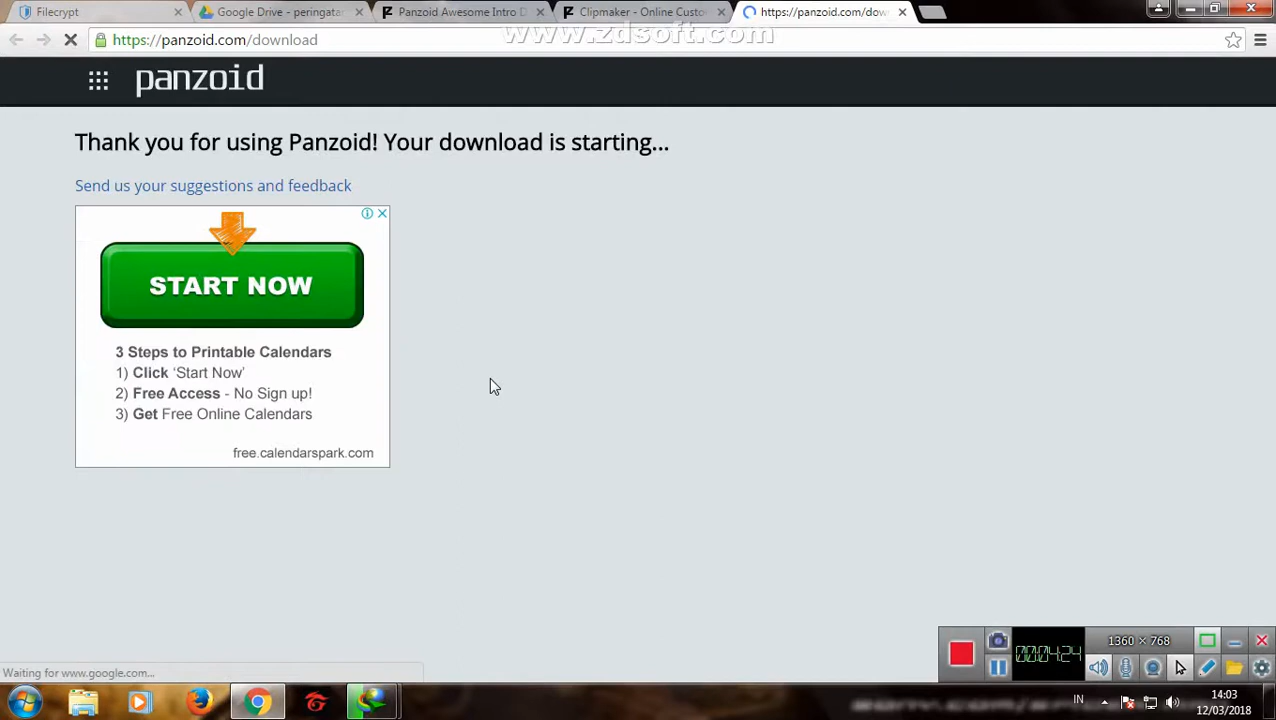 Filecrypt
Google Drive - peringata
Panzoid Awesome Intro D
Clipmaker - Online Custo
https://panzoid.com/dow
https://panzoid.com/download
www.zdsoft.com
panzoid
Thank you for using Panzoid! Your download is starting...
Send us your suggestions and feedback
START NOW
3 Steps to Printable Calendars
1) Click ‘Start Now’
2) Free Access - No Sign up!
3) Get Free Online Calendars
free.calendarspark.com
1360 × 768
00:04:24
Waiting for www.google.com...
IN
14:03
12/03/2018